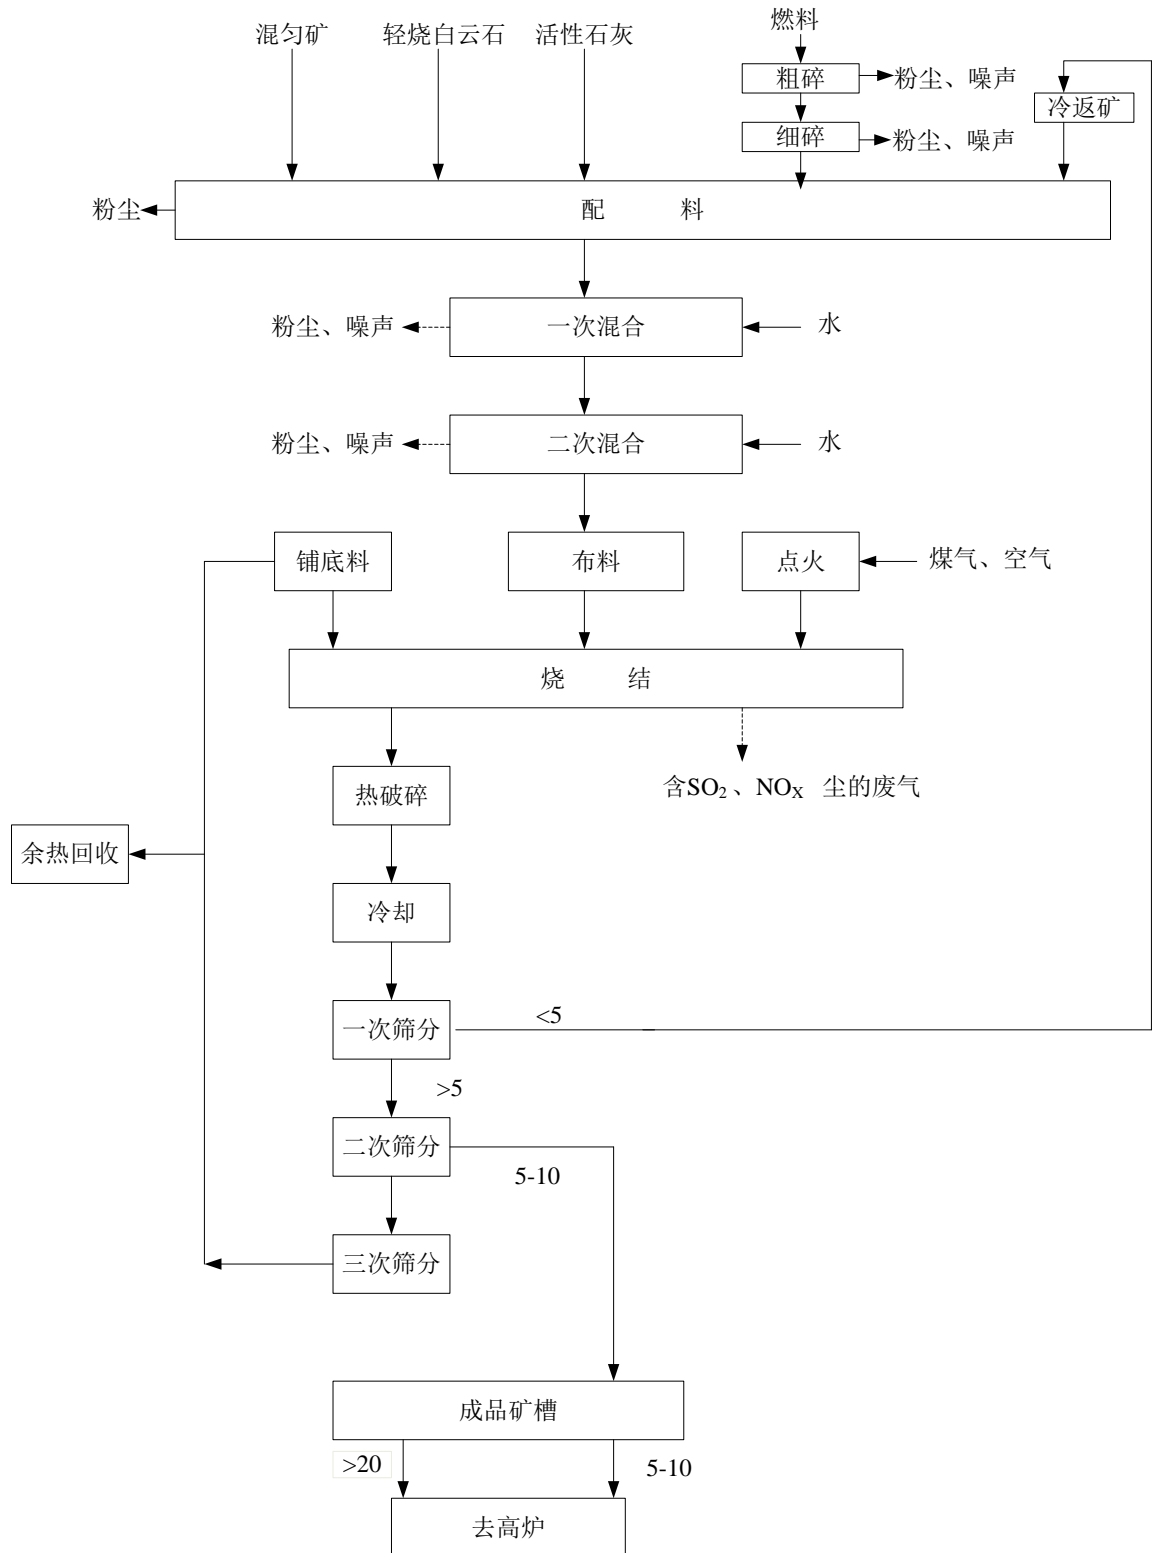 燃料
混匀矿 轻烧白云石 活性石灰
粗碎 粉尘、噪声
冷返矿
细碎 粉尘、噪声
粉尘 配 料
粉尘、噪声 一次混合 水
粉尘、噪声 二次混合 水
铺底料 布料 点火 煤气、空气
烧 结
热破碎 含SO₂、NOX 尘的废气
余热回收
冷却
一次筛分 <5
>5
二次筛分
5-10
三次筛分
成品矿槽
>20 5-10
去高炉